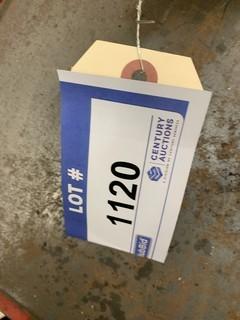 LOT #
1120
CENTURY
AUCTIONS